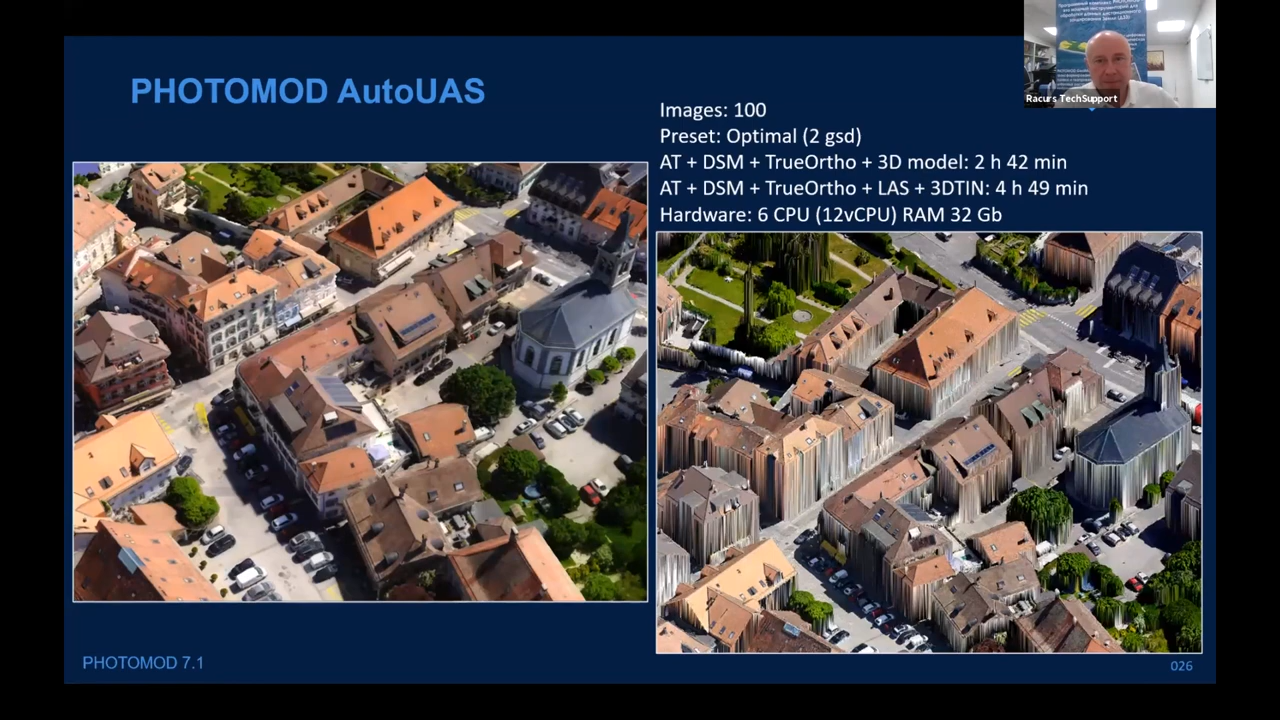 PHOTOMOD AutoUAS
Images: 100
Preset: Optimal (2 gsd)
AT + DSM + TrueOrtho + 3D model: 2 h 42 min
AT + DSM + TrueOrtho + LAS + 3DTIN: 4 h 49 min
Hardware: 6 CPU (12vCPU) RAM 32 Gb
Racurs TechSupport
PHOTOMOD 7.1
026